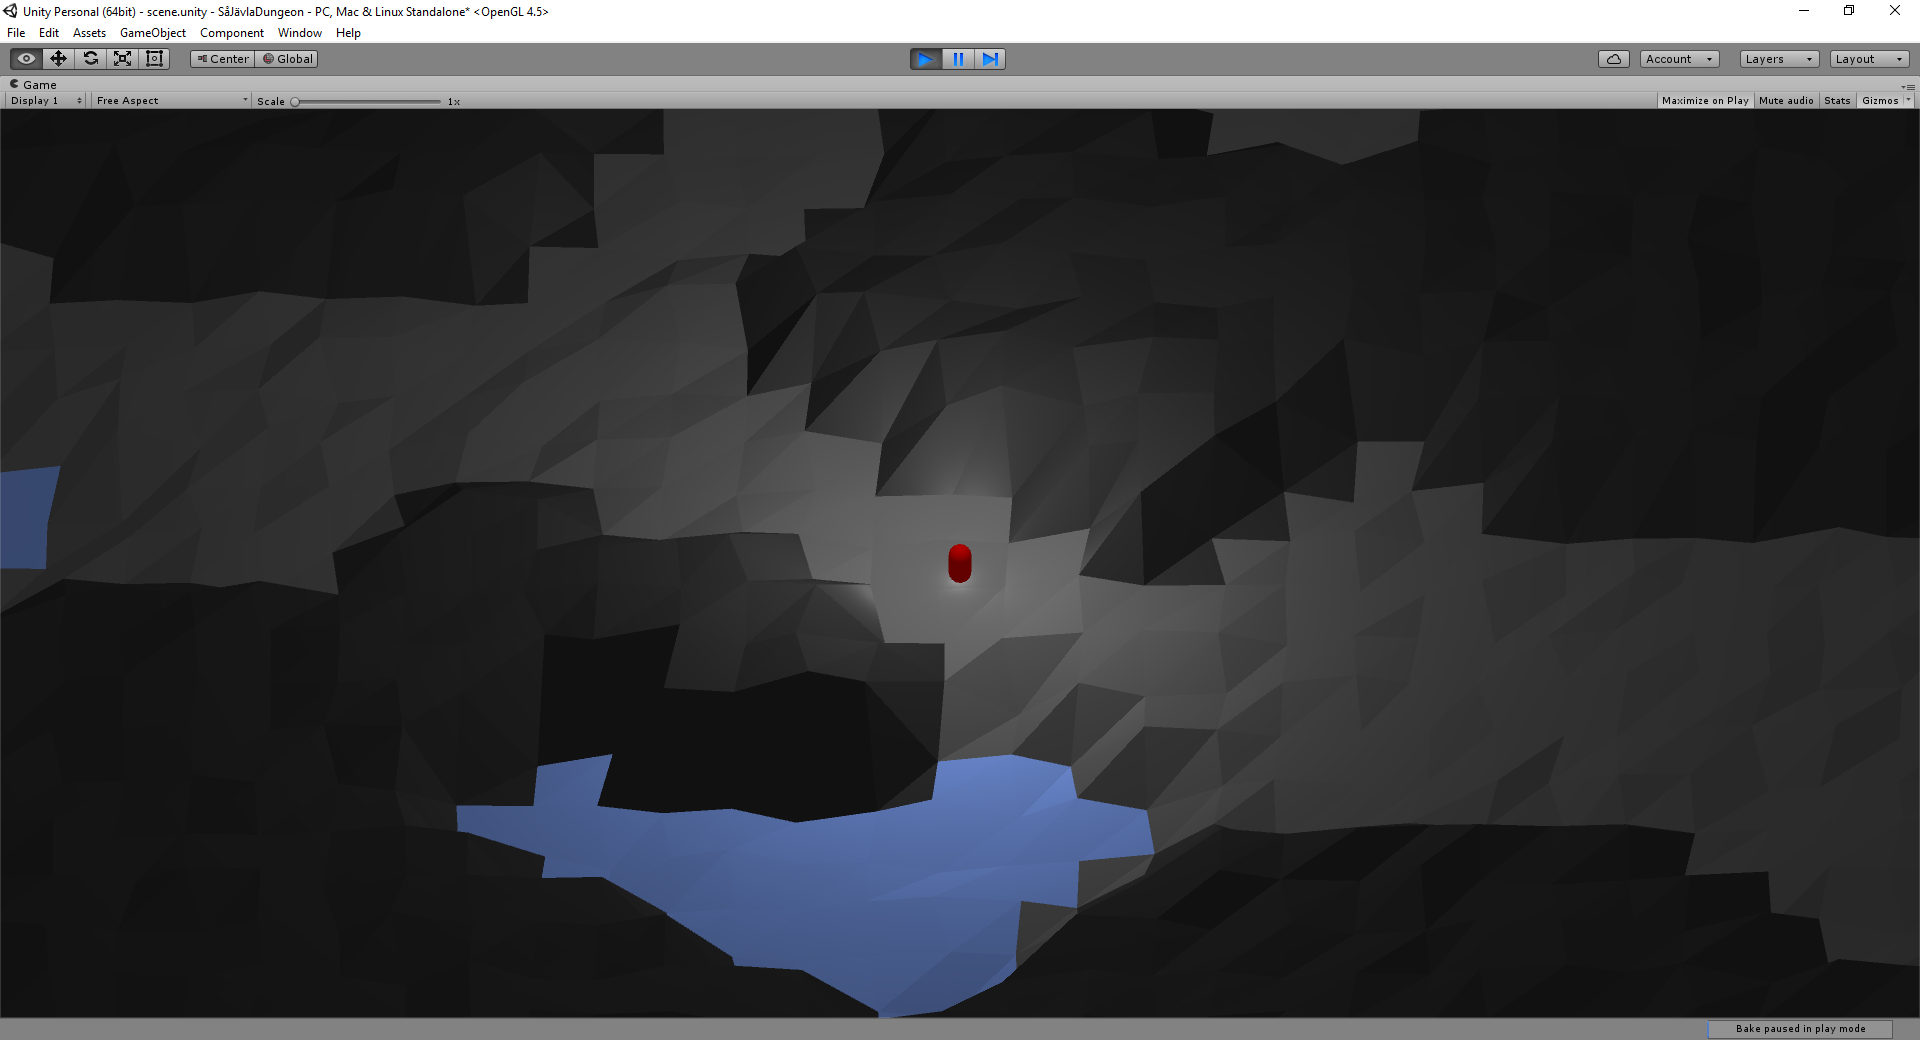 Unity Personal (64bit) - scene.unity - SåJävlaDungeon - PC, Mac & Linux Standalone* <OpenGL 4.5>
File Edit Assets GameObject Component Window Help
Center Global Account Layers Layout
Game
Display 1 Free Aspect Scale 1x Maximize on Play Mute audio Stats Gizmos
Bake paused in play mode